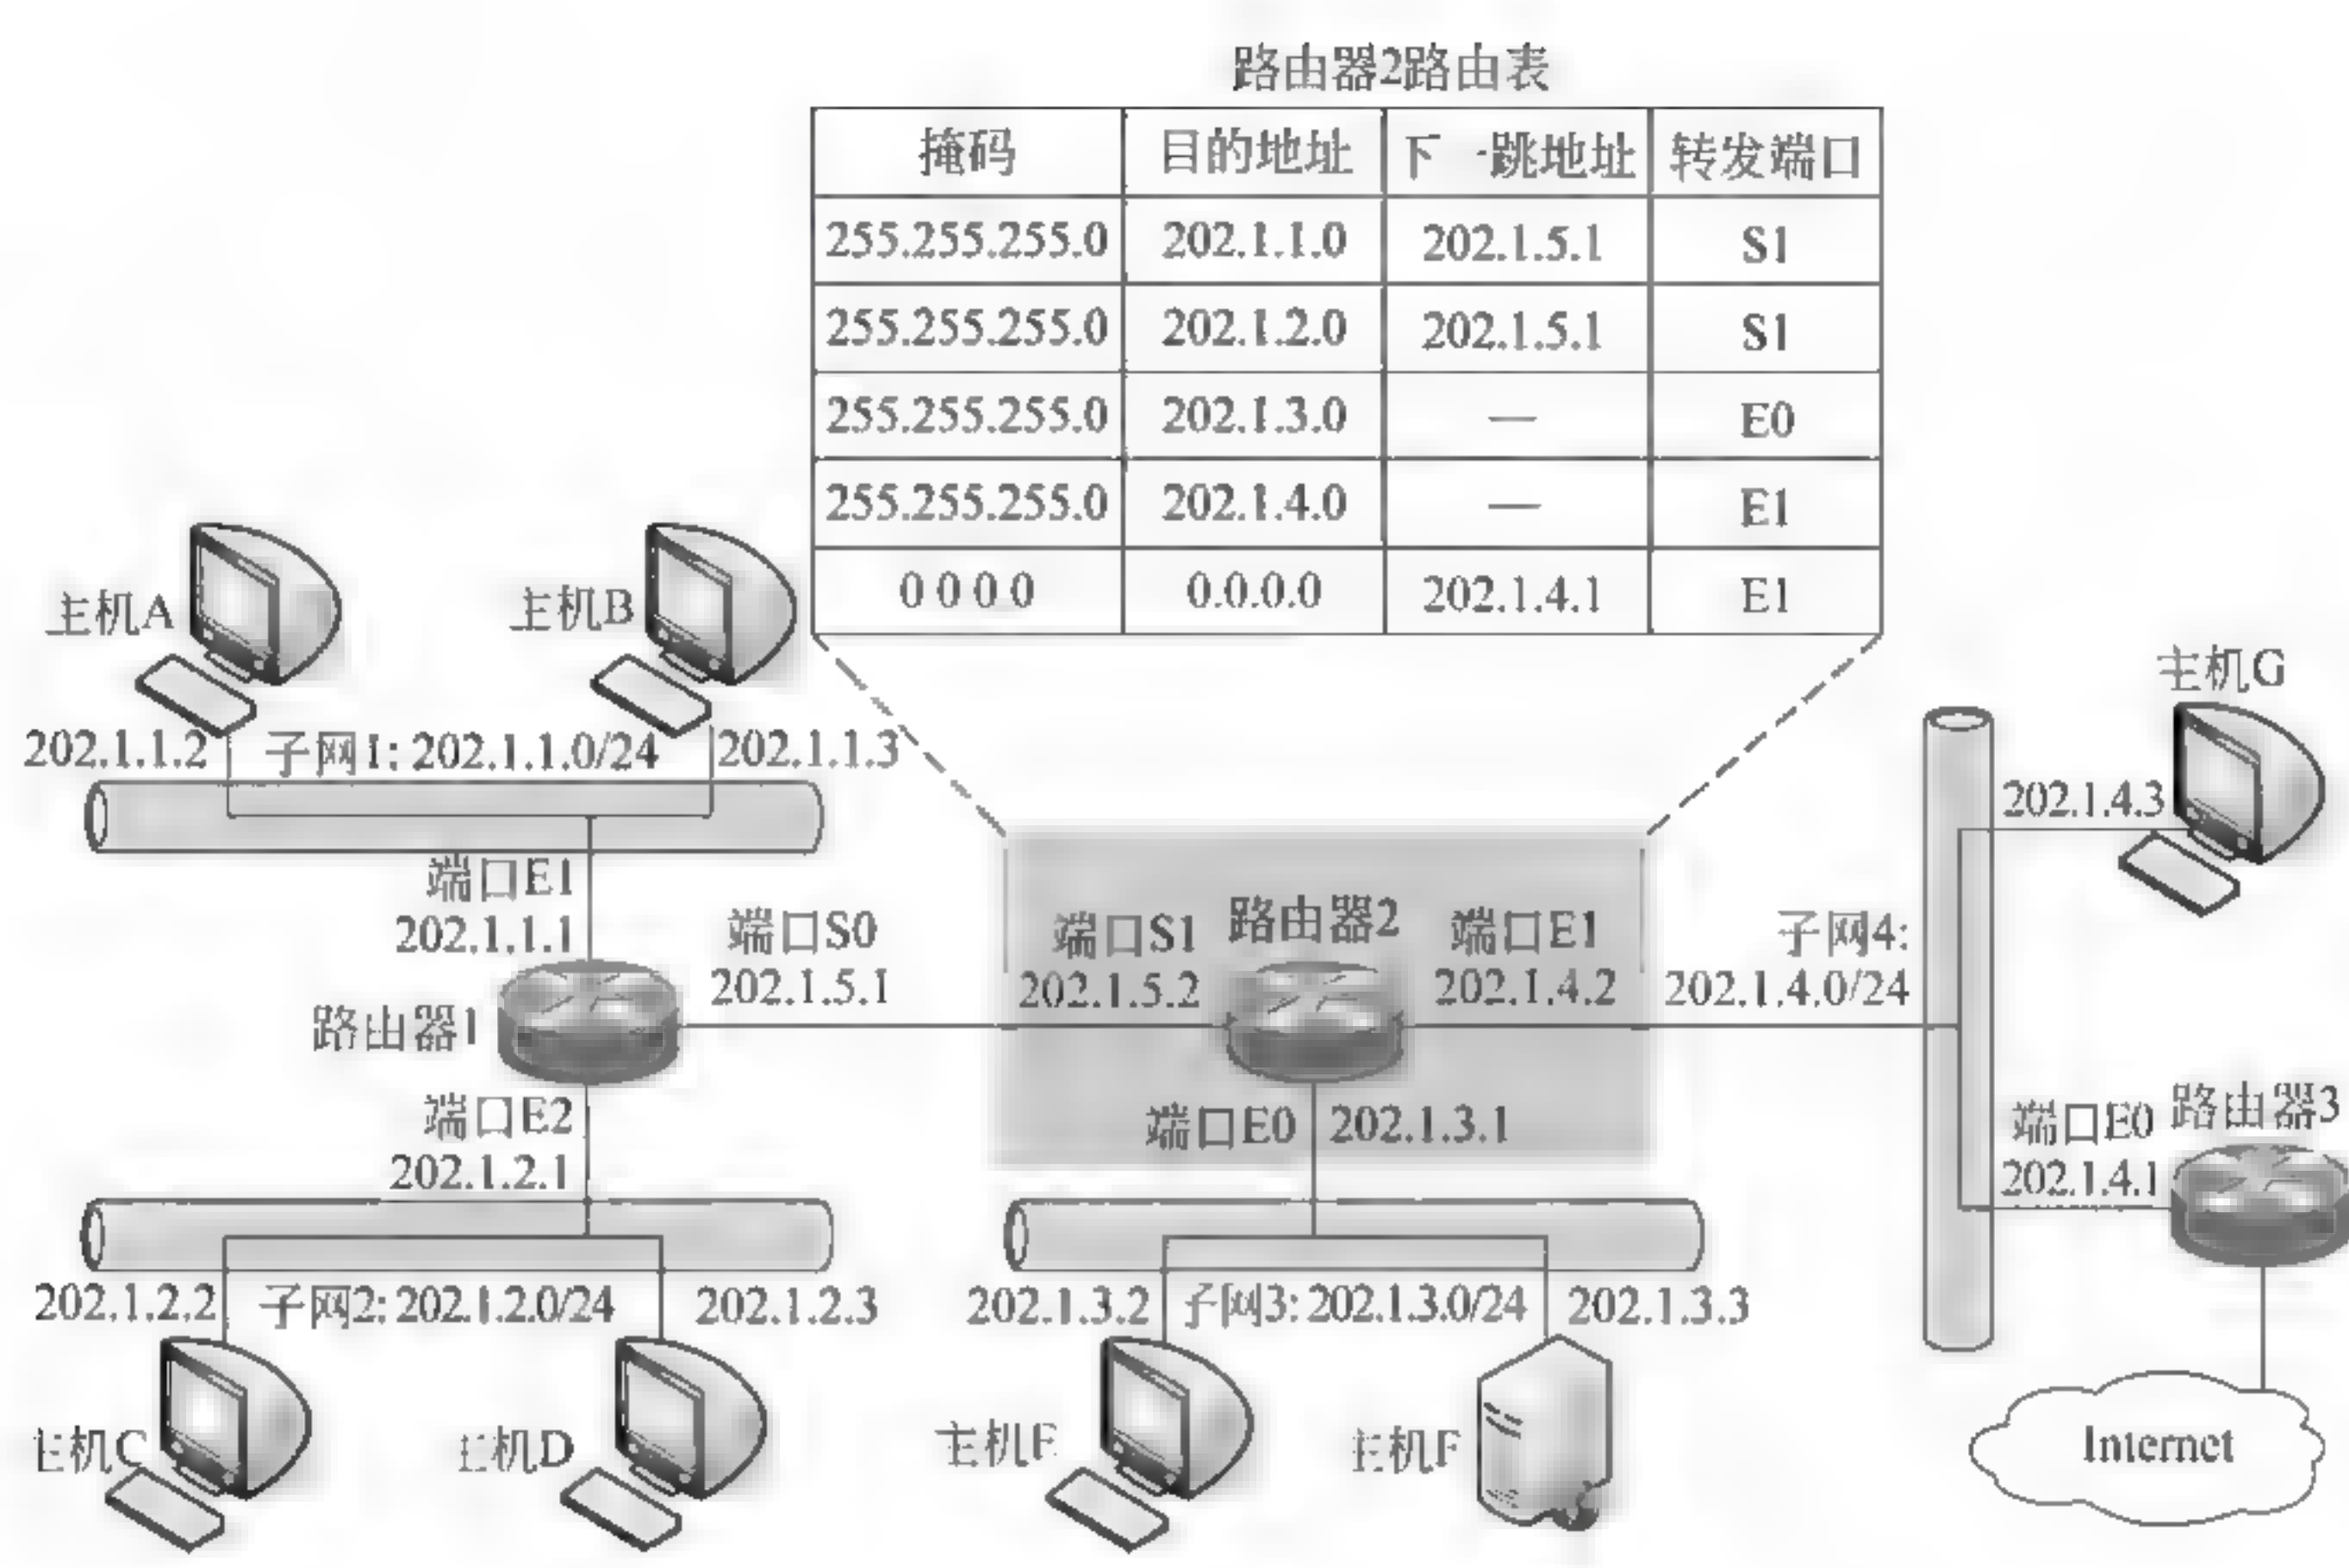 路由器2路由表
掩码 目的地址 下一跳地址 转发端口
255.255.255.0 202.1.1.0 202.1.5.1 S1
255.255.255.0 202.1.2.0 202.1.5.1 S1
255.255.255.0 202.1.3.0 — E0
255.255.255.0 202.1.4.0 — E1
0 0 0 0 0.0.0.0 202.1.4.1 E1
主机A
主机B
202.1.1.2
子网1: 202.1.1.0/24
202.1.1.3
端口E1
202.1.1.1
路由器1
端口S0
202.1.5.1
端口E2
202.1.2.1
202.1.2.2
子网2: 202.1.2.0/24
202.1.2.3
主机C
主机D
端口S1
202.1.5.2
路由器2
端口E1
202.1.4.2
端口E0
202.1.3.1
202.1.3.2
子网3: 202.1.3.0/24
202.1.3.3
主机E
主机F
子网4:
202.1.4.0/24
主机G
202.1.4.3
端口E0
202.1.4.1
路由器3
Internet